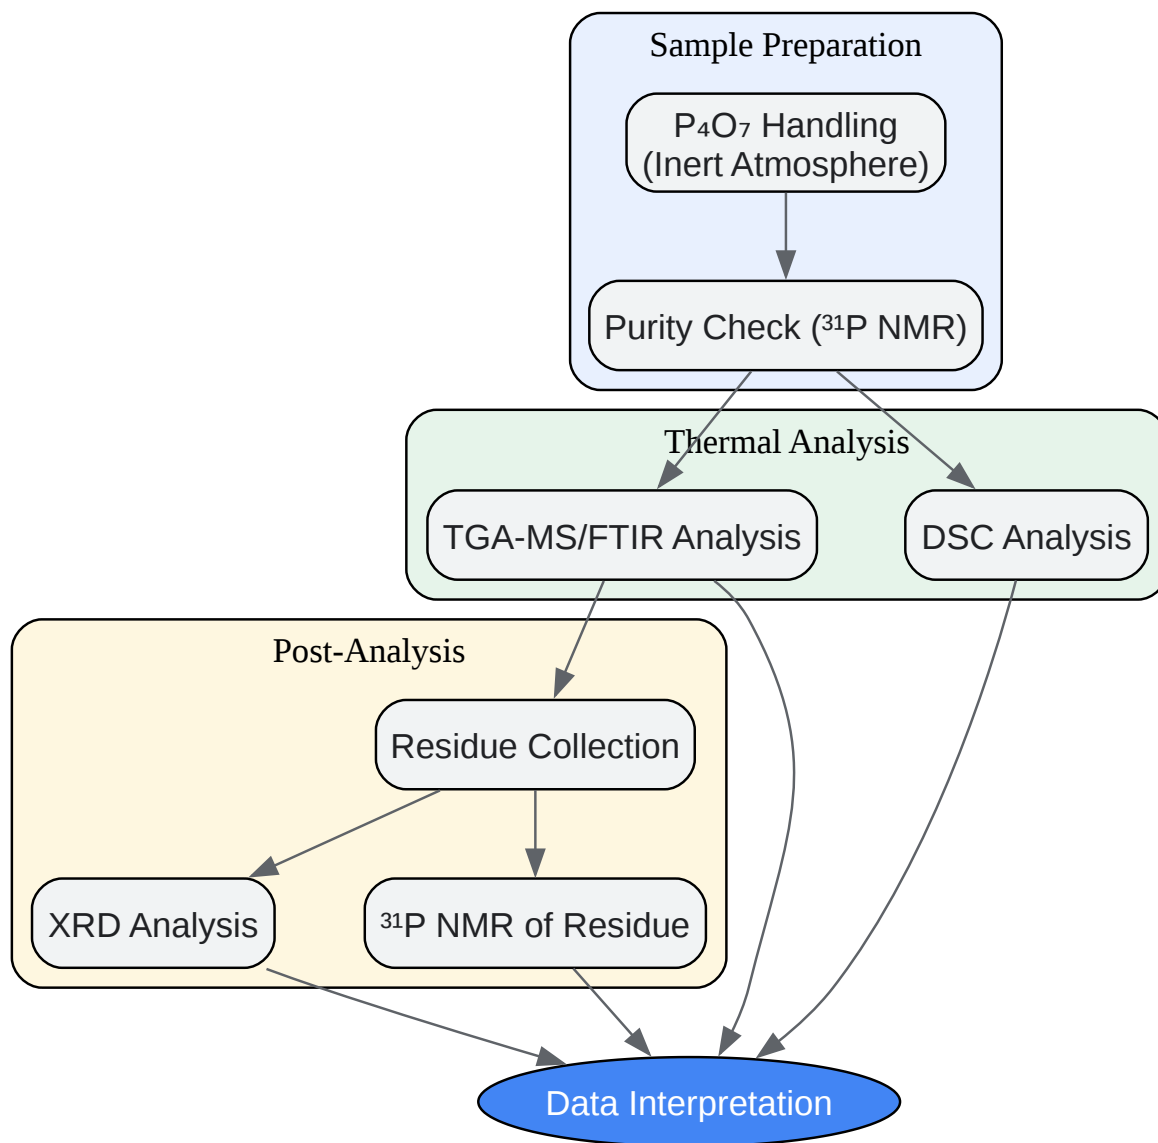 Sample Preparation
P₄O₇ Handling
(Inert Atmosphere)
Purity Check (³¹P NMR)
Thermal Analysis
TGA-MS/FTIR Analysis
DSC Analysis
Post-Analysis
Residue Collection
XRD Analysis
³¹P NMR of Residue
Data Interpretation